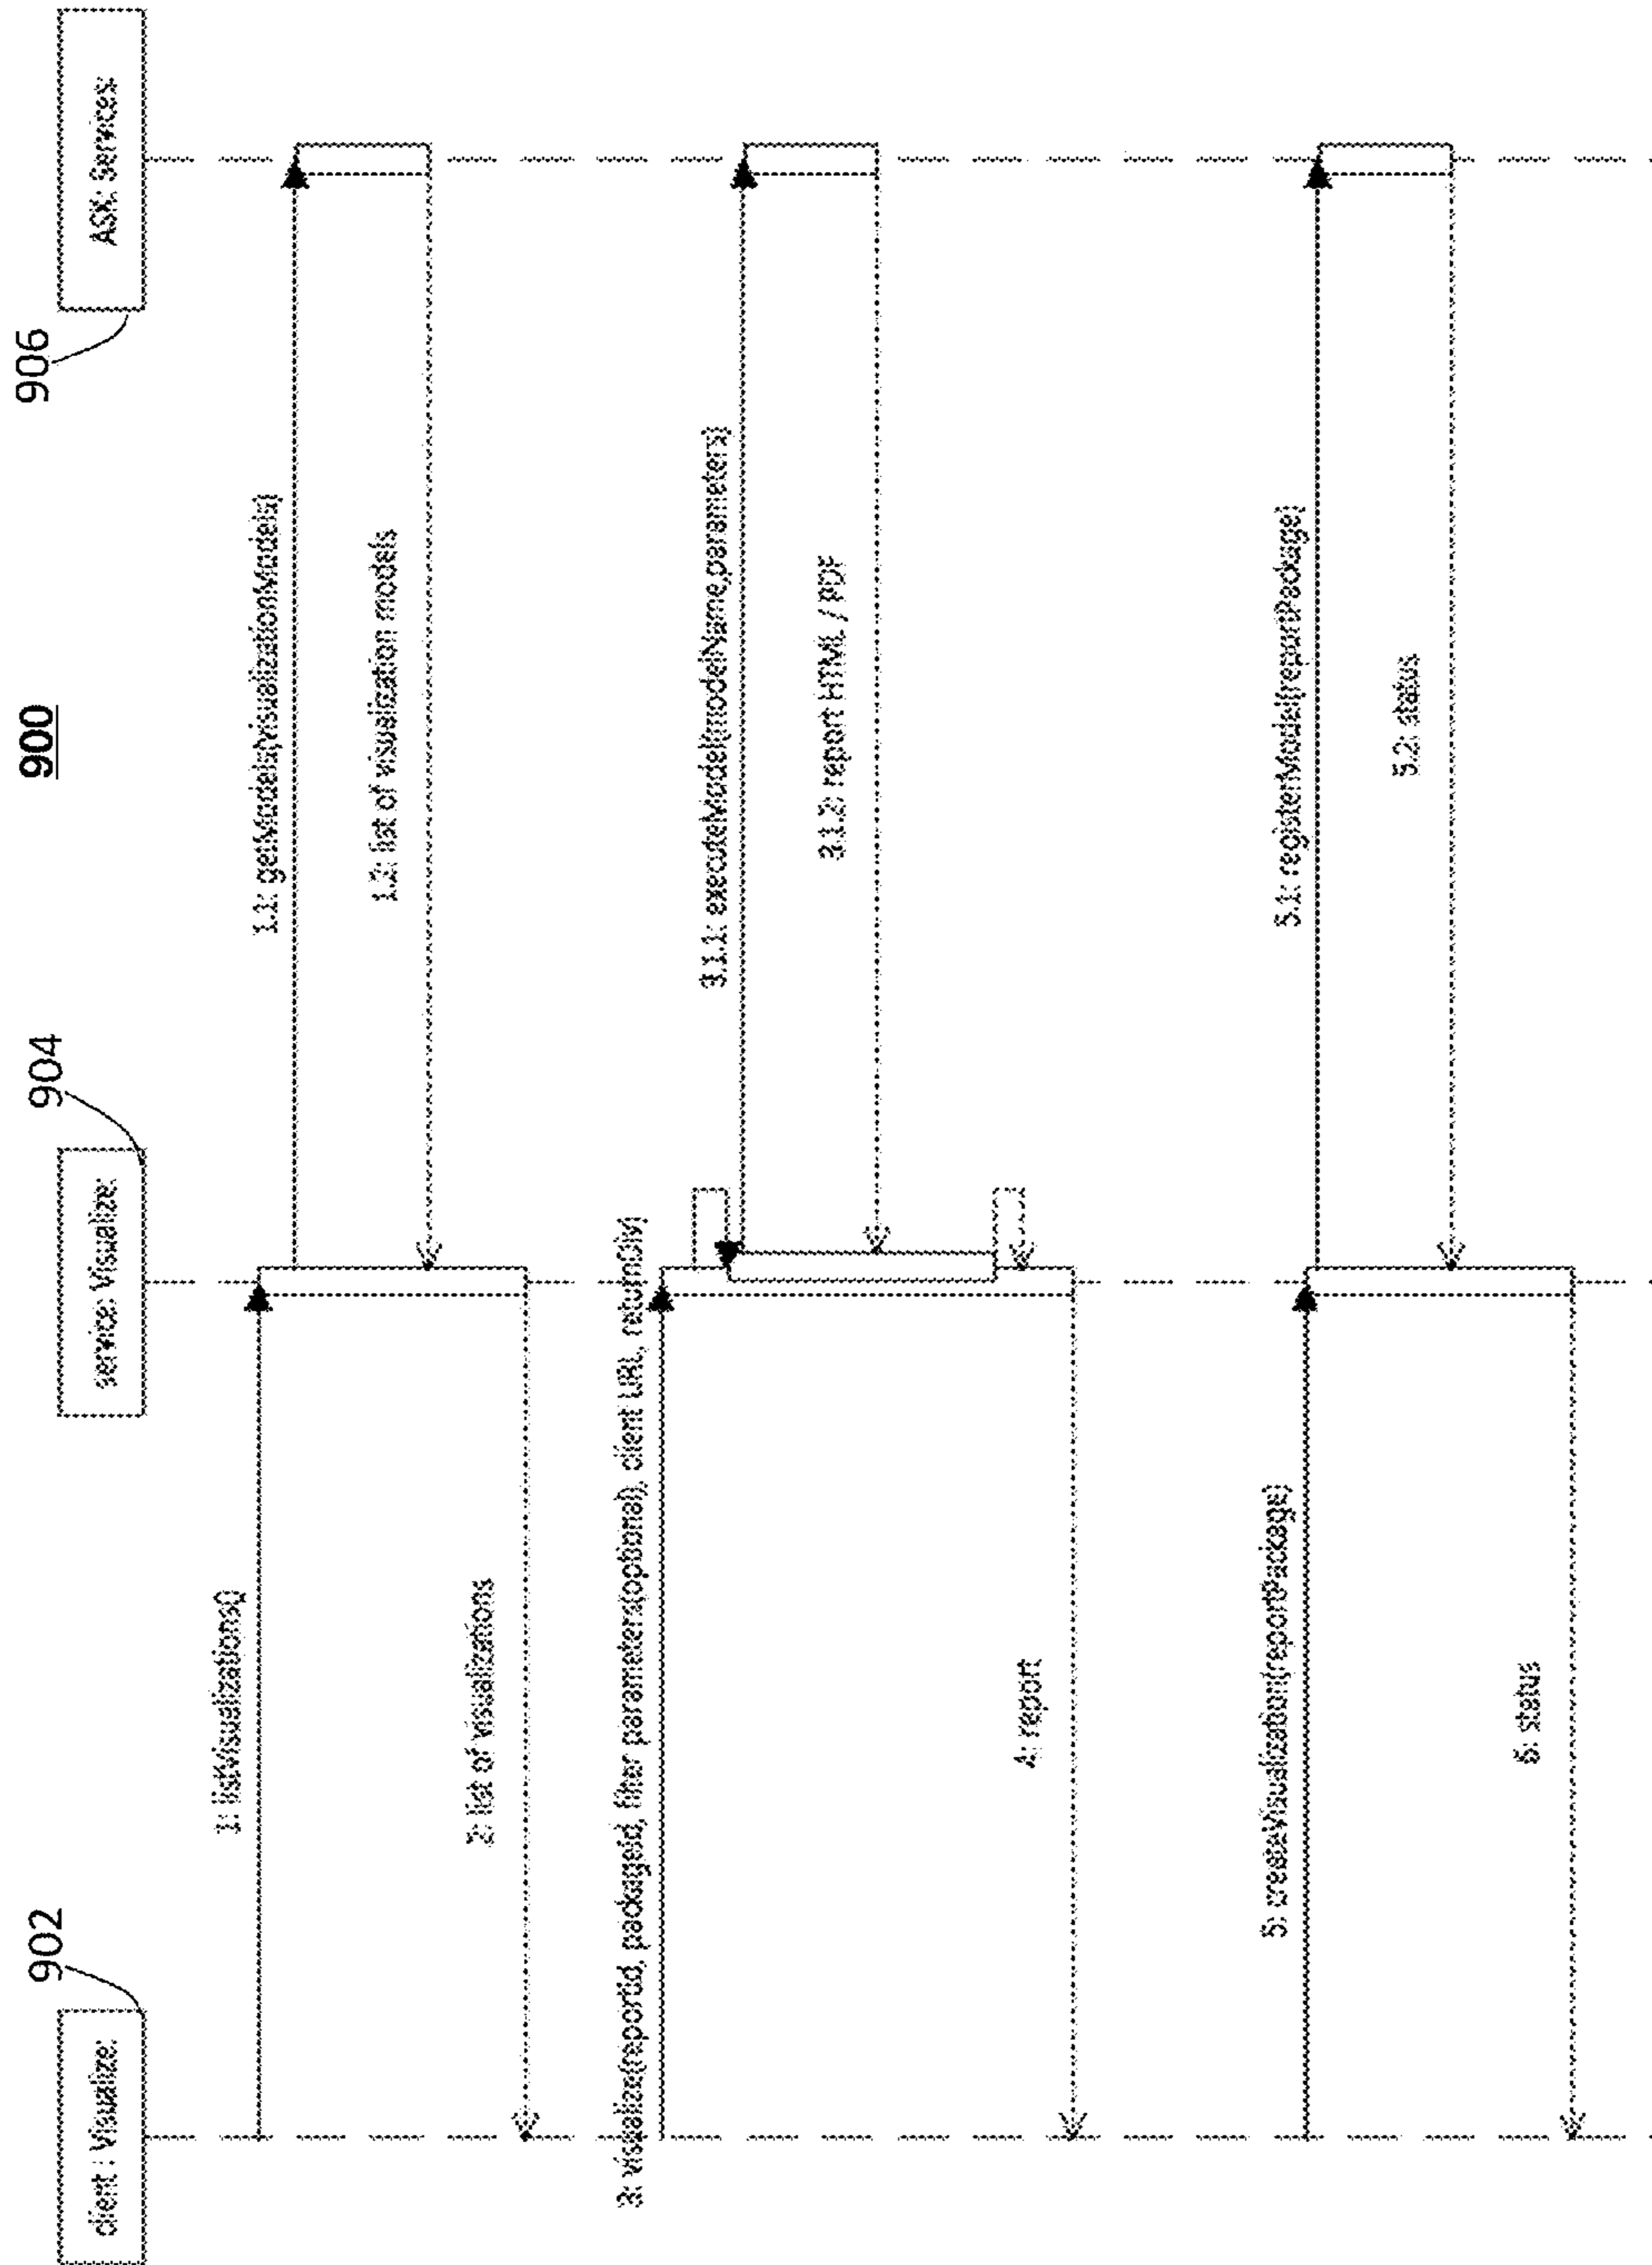 900
902
client : Visualize
904
service: Visualize
906
ASK: Services
1: listVisualizations()
1.1: getModels(visualizationModels)
1.2: list of visualization models
2: list of visualizations
3: visualize(reportId, packageId, filter parameters(optional), client URL, returnDiv)
3.1.1: executeModel(modelName,parameters)
3.1.2: report HTML / PDF
4: report
5: createVisualization(reportPackage)
5.1: registerModel(reportPackage)
5.2: status
6: status